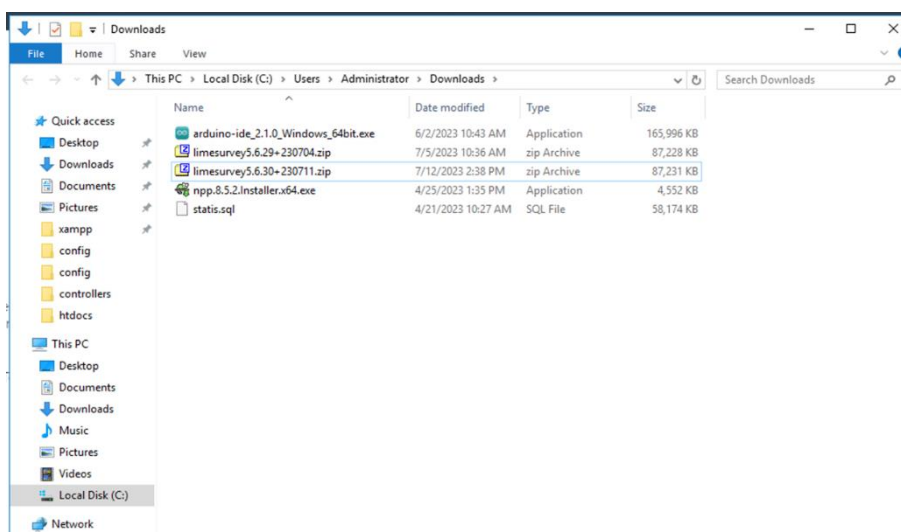 Downloads
File Home Share View
This PC > Local Disk (C:) > Users > Administrator > Downloads >
Search Downloads
Name Date modified Type Size
Quick access
Desktop
Downloads
Documents
Pictures
xampp
config
config
controllers
htdocs
This PC
Desktop
Documents
Downloads
Music
Pictures
Videos
Local Disk (C:)
Network
arduino-ide_2.1.0_Windows_64bit.exe 6/2/2023 10:43 AM Application 165,996 KB
limesurvey5.6.29+230704.zip 7/5/2023 10:36 AM zip Archive 87,228 KB
limesurvey5.6.30+230711.zip 7/12/2023 2:38 PM zip Archive 87,231 KB
npp.8.5.2.Installer.x64.exe 4/25/2023 1:35 PM Application 4,552 KB
statis.sql 4/21/2023 10:27 AM SQL File 58,174 KB